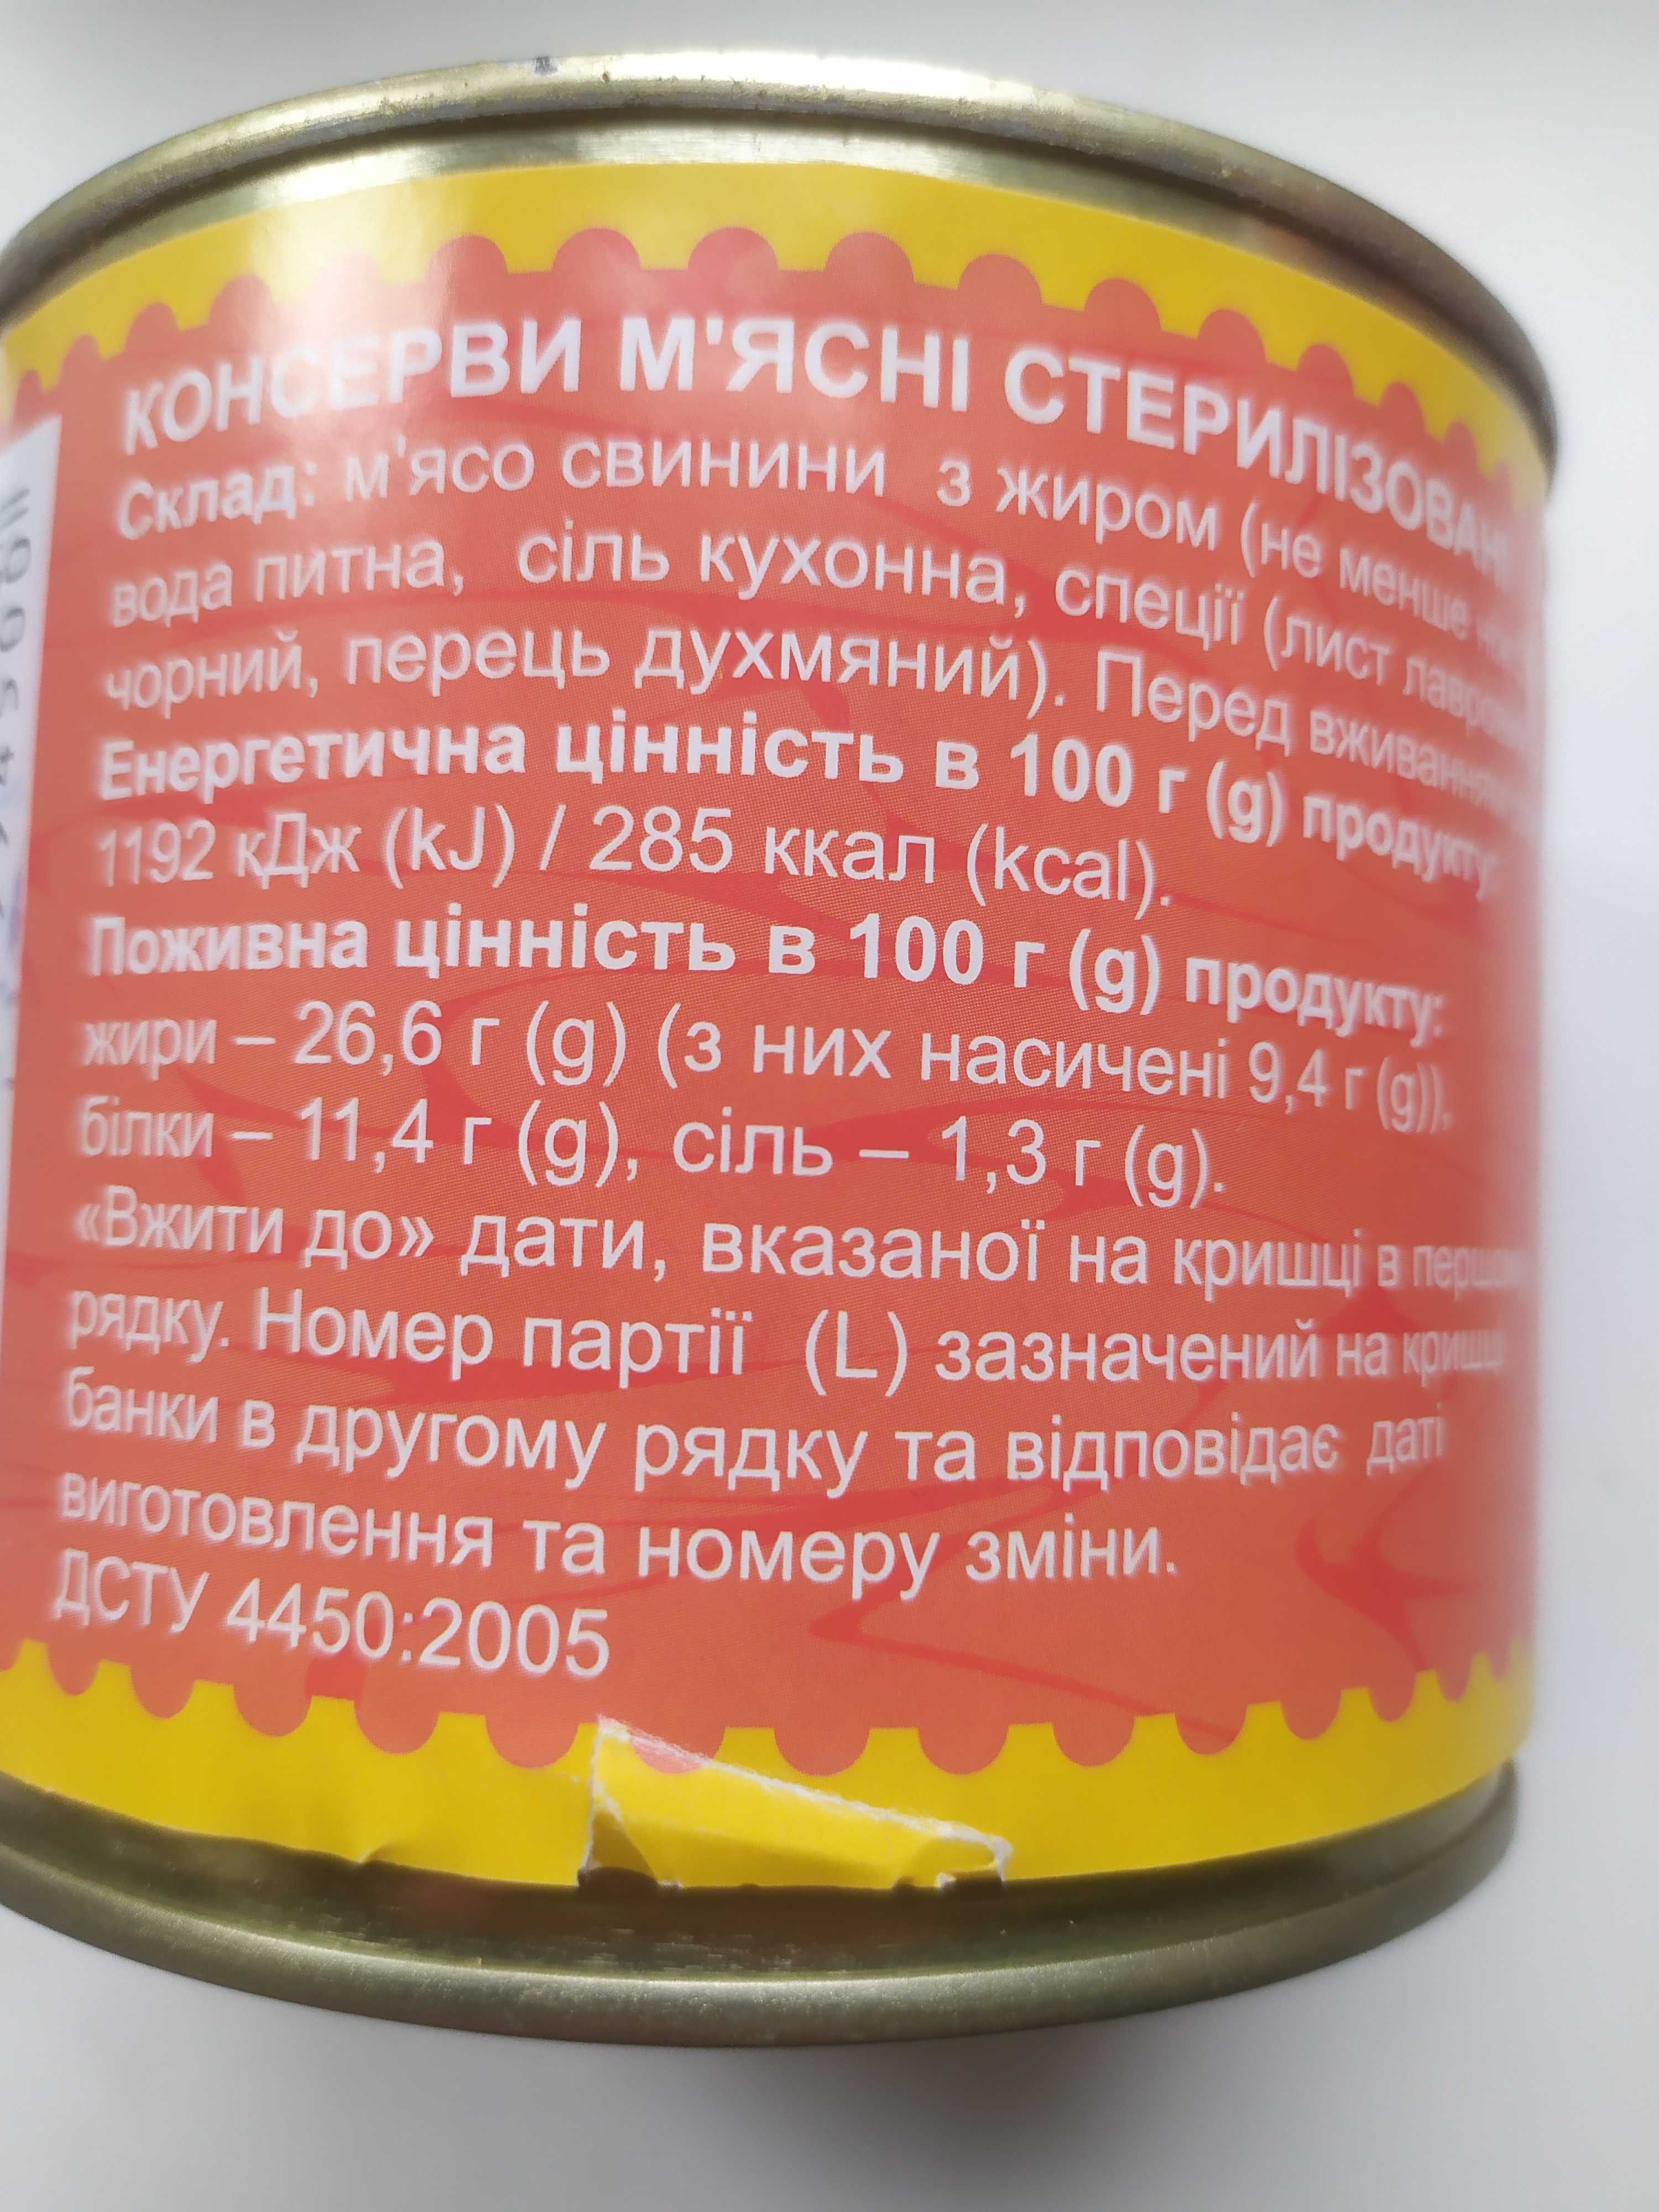 КОНСЕРВИ М'ЯСНІ СТЕРИЛІЗОВАНІ
Склад: м'ясо свинини з жиром (не менше
вода питна, сіль кухонна, спеції (лист
чорний, перець духмяний). Перед вживанням
Енергетична цінність в 100 г (g) продукту:
1192 кДж (kJ) / 285 ккал (kcal).
Поживна цінність в 100 г (g) продукту:
жири – 26,6 г (g) (з них насичені 9,4 г (g)),
білки – 11,4 г (g), сіль – 1,3 г (g).
«Вжити до» дати, вказаної на кришці в
рядку. Номер партії (L) зазначений на
банки в другому рядку та відповідає даті
виготовлення та номеру зміни.
ДСТУ 4450:2005